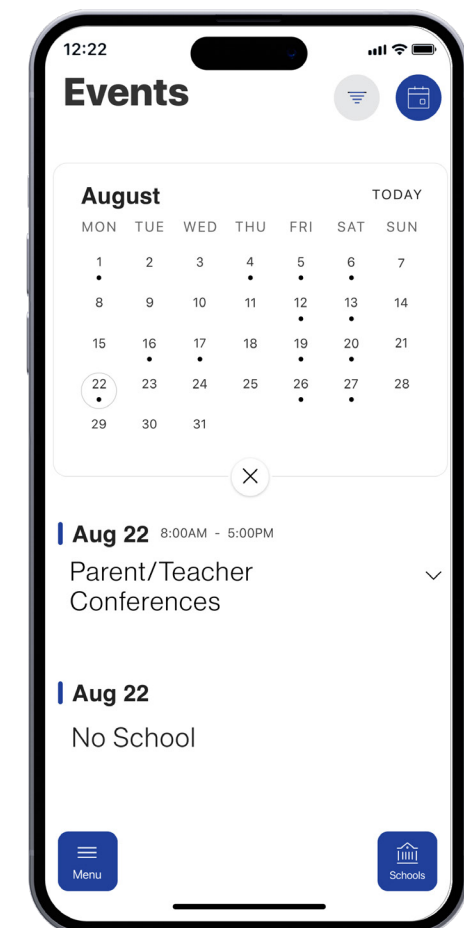 12:22
Events
August TODAY
MON TUE WED THU FRI SAT SUN
1 2 3 4 5 6 7
8 9 10 11 12 13 14
15 16 17 18 19 20 21
22 23 24 25 26 27 28
29 30 31
Aug 22 8:00AM - 5:00PM
Parent/Teacher
Conferences
Aug 22
No School
Menu Schools